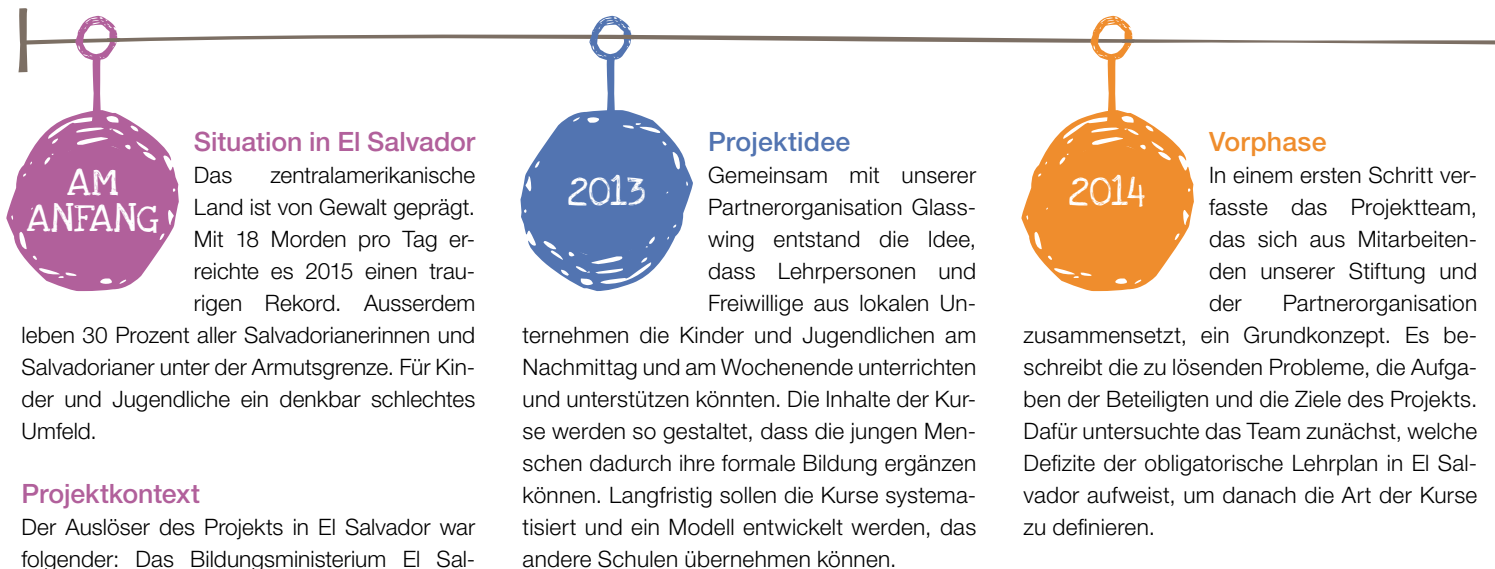 AM
ANFANG
Situation in El Salvador
Das zentralamerikanische
Land ist von Gewalt geprägt.
Mit 18 Morden pro Tag er-
reichte es 2015 einen trau-
rigen Rekord. Ausserdem
leben 30 Prozent aller Salvadorianerinnen und
Salvadorianer unter der Armutsgrenze. Für Kin-
der und Jugendliche ein denkbar schlechtes
Umfeld.
Projektkontext
Der Auslöser des Projekts in El Salvador war
folgender: Das Bildungsministerium El Sal-
2013
Projektidee
Gemeinsam mit unserer
Partnerorganisation Glass-
wing entstand die Idee,
dass Lehrpersonen und
Freiwillige aus lokalen Un-
ternehmen die Kinder und Jugendlichen am
Nachmittag und am Wochenende unterrichten
und unterstützen könnten. Die Inhalte der Kur-
se werden so gestaltet, dass die jungen Men-
schen dadurch ihre formale Bildung ergänzen
können. Langfristig sollen die Kurse systema-
tisiert und ein Modell entwickelt werden, das
andere Schulen übernehmen können.
2014
Vorphase
In einem ersten Schritt ver-
fasste das Projektteam,
das sich aus Mitarbeiten-
den unserer Stiftung und
der Partnerorganisation
zusammensetzt, ein Grundkonzept. Es be-
schreibt die zu lösenden Probleme, die Aufga-
ben der Beteiligten und die Ziele des Projekts.
Dafür untersuchte das Team zunächst, welche
Defizite der obligatorische Lehrplan in El Sal-
vador aufweist, um danach die Art der Kurse
zu definieren.